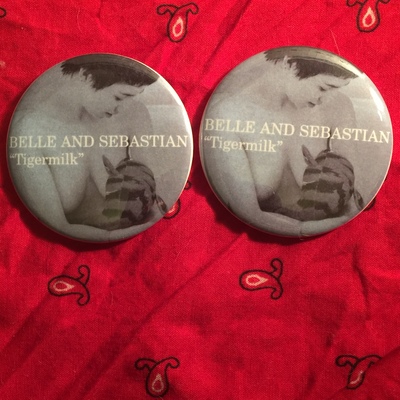 BELLE AND SEBASTIAN
"Tigermilk"
BELLE AND SEBASTIAN
"Tigermilk"